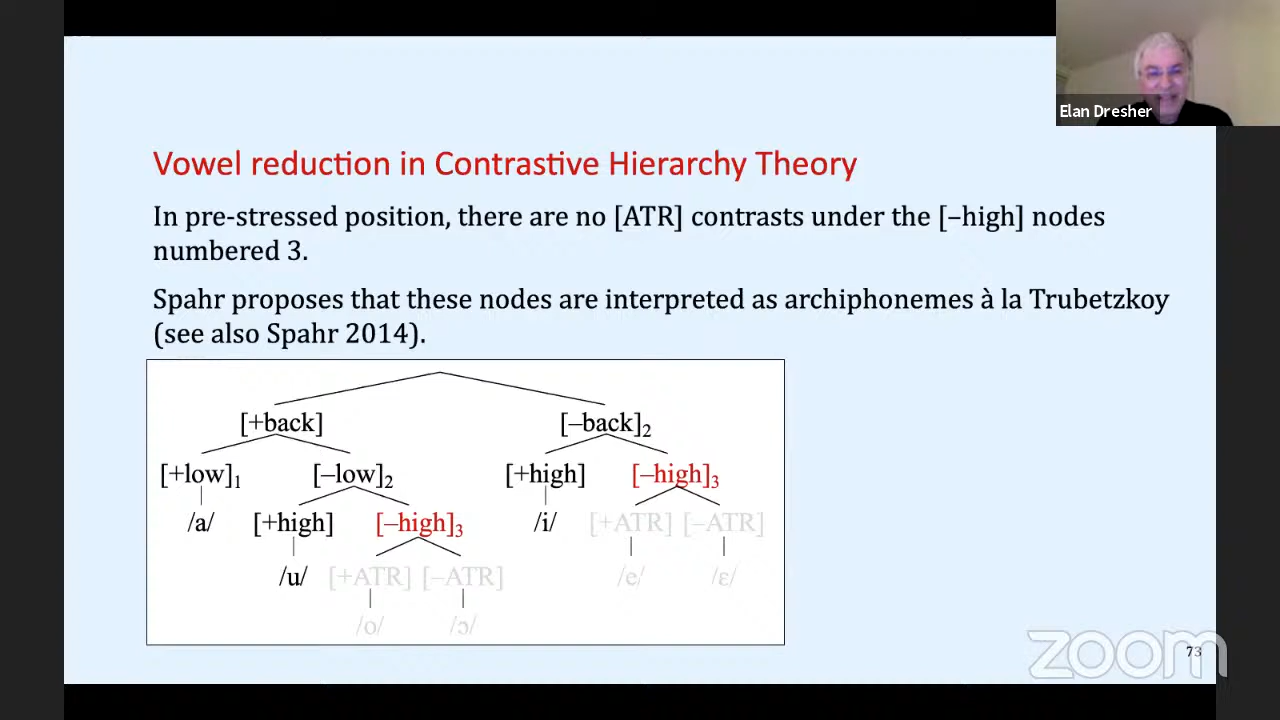 Elan Dresher
Vowel reduction in Contrastive Hierarchy Theory
In pre-stressed position, there are no [ATR] contrasts under the [–high] nodes
numbered 3.
Spahr proposes that these nodes are interpreted as archiphonemes à la Trubetzkoy
(see also Spahr 2014).
[+back] [–back]₂
[+low]₁ [–low]₂ [+high] [–high]₃
/a/ [+high] [–high]₃ /i/ [+ATR] [–ATR]
/u/ [+ATR] [–ATR] /e/ /ɛ/
/o/ /ɔ/
zoom
73